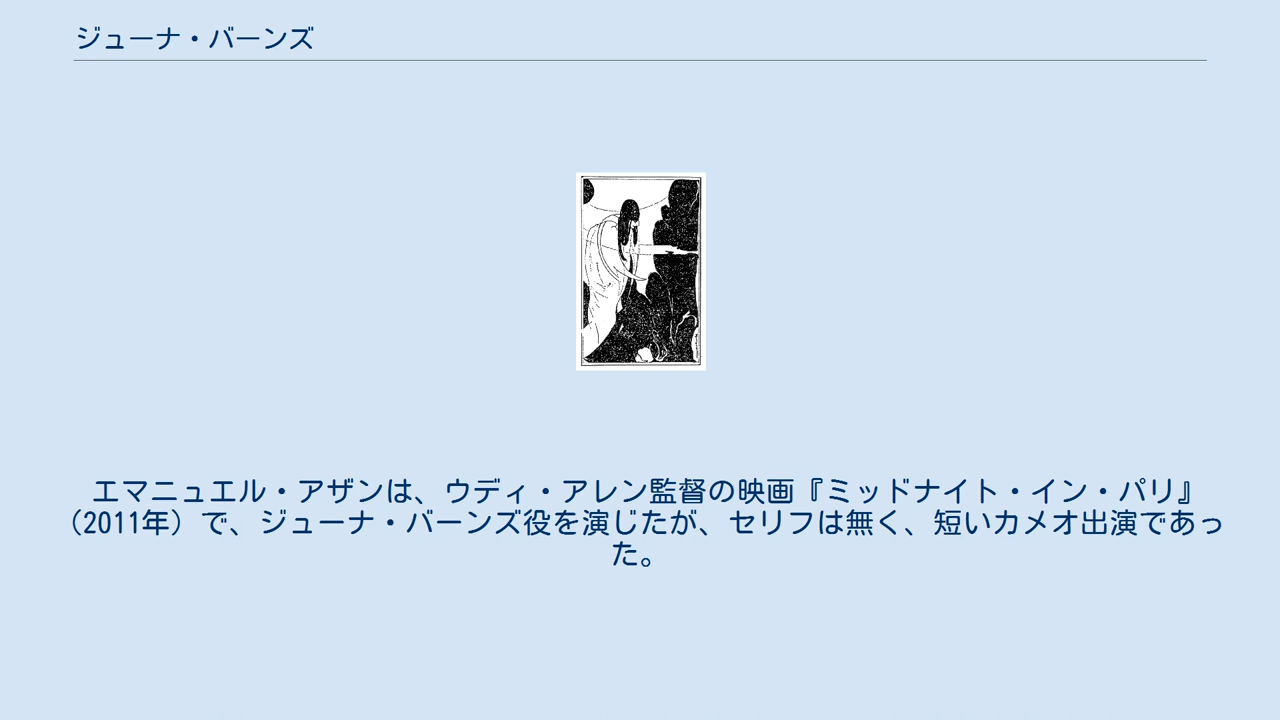 ジューナ・バーンズ
エマニュエル・アザンは、ウディ・アレン監督の映画『ミッドナイト・イン・パリ』
（2011年）で、ジューナ・バーンズ役を演じたが、セリフは無く、短いカメオ出演であっ
た。